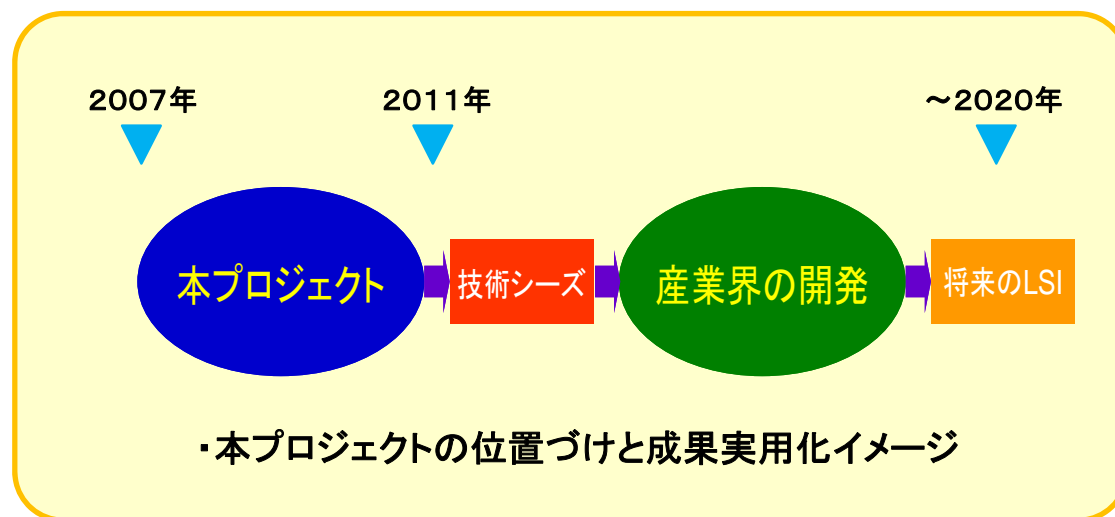 2007年 2011年 ～2020年
本プロジェクト 技術シーズ 産業界の開発 将来のLSI
・本プロジェクトの位置づけと成果実用化イメージ